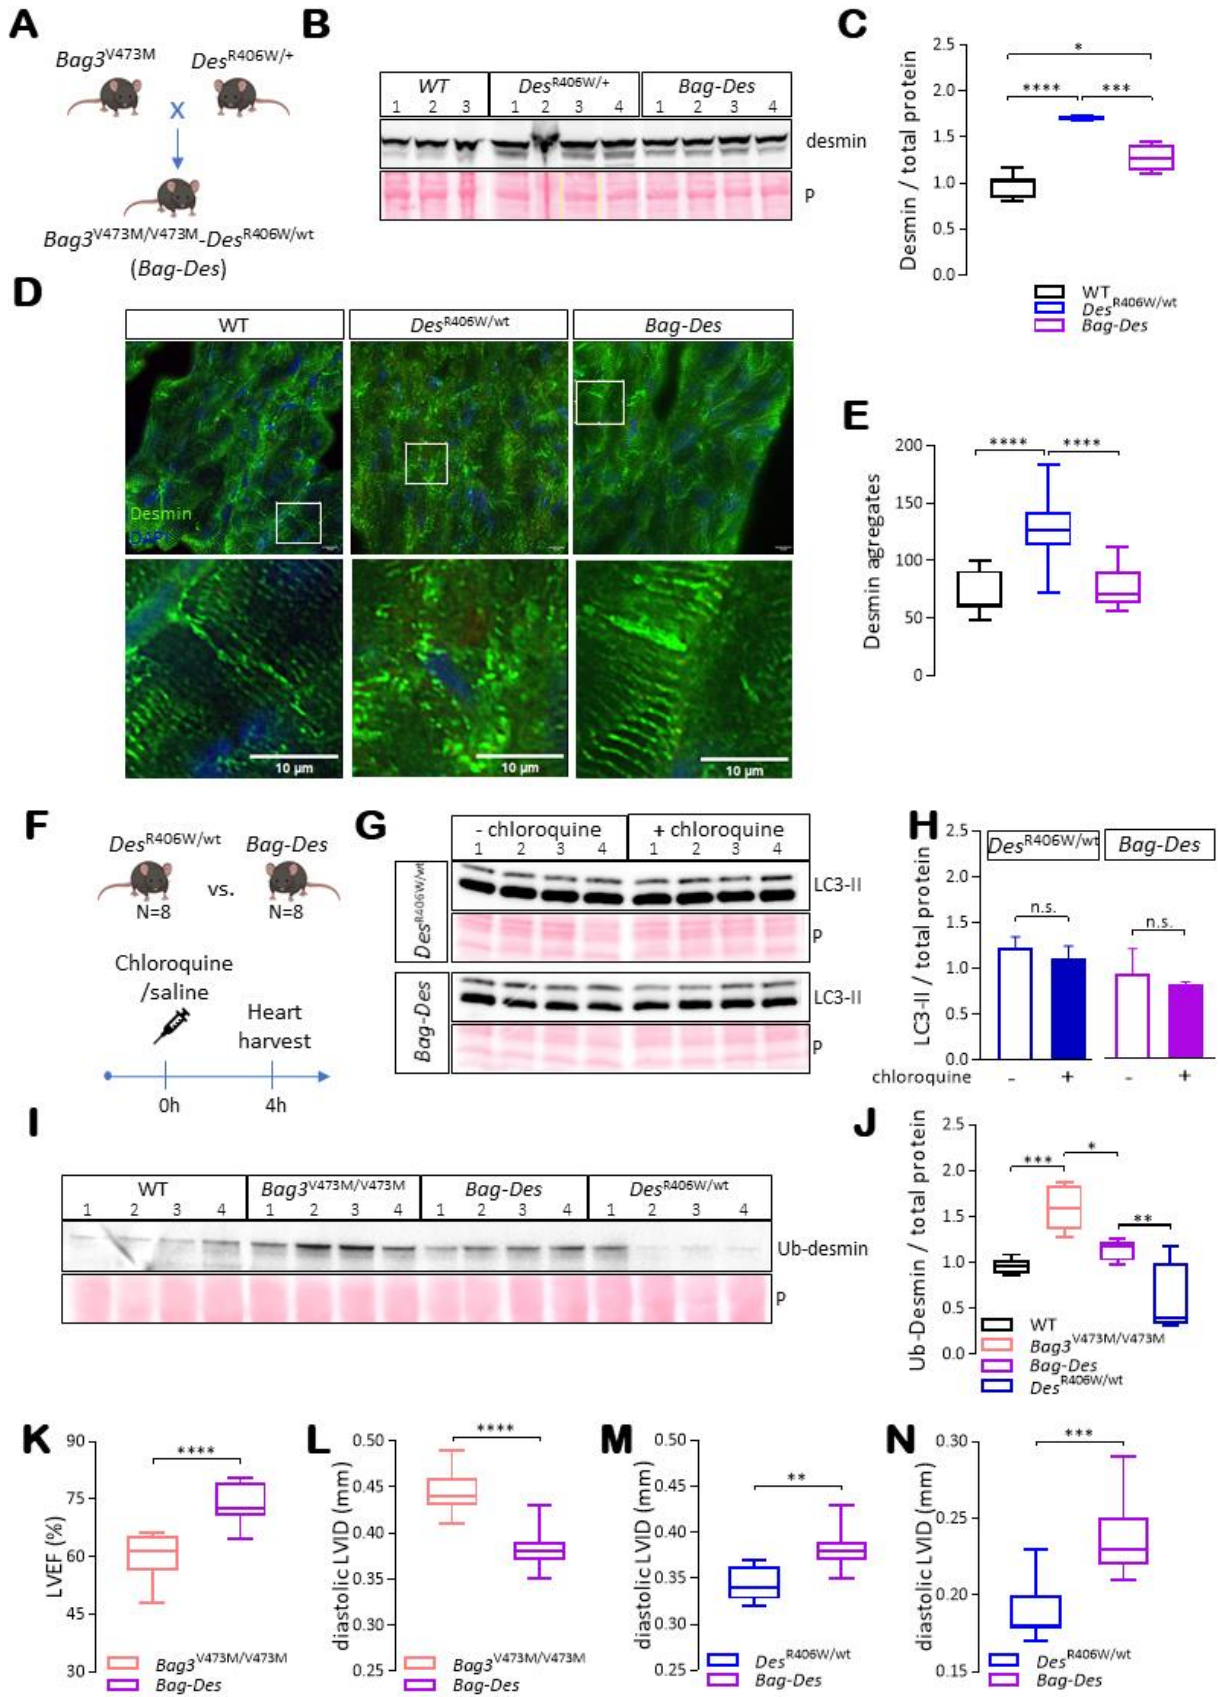 A
Bag3V473M DesR406W/+
X
Bag3V473M/V473M-DesR406W/wt
(Bag-Des)
B
WT DesR406W/+ Bag-Des
1 2 3 1 2 3 4 1 2 3 4
desmin
P
C
Desmin / total protein
2.5
2.0
1.5
1.0
0.5
0.0
*
**** ***
WT
DesR406W/wt
Bag-Des
D
WT DesR406W/wt Bag-Des
Desmin
DAPI
10 µm 10 µm 10 µm
E
Desmin agregates
200
150
100
50
0
**** ****
F
DesR406W/wt Bag-Des
vs.
N=8 N=8
Chloroquine
/saline
Heart
harvest
0h 4h
G
- chloroquine + chloroquine
1 2 3 4 1 2 3 4
DesR406W/wt
LC3-II
P
Bag-Des
LC3-II
P
H
LC3-II / total protein
2.5
2.0
1.5
1.0
0.5
0.0
DesR406W/wt Bag-Des
n.s. n.s.
chloroquine - + - +
I
WT Bag3V473M/V473M Bag-Des DesR406W/wt
1 2 3 4 1 2 3 4 1 2 3 4 1 2 3 4
Ub-desmin
P
J
Ub-Desmin / total protein
2.5
2.0
1.5
1.0
0.5
0.0
*** * **
WT
Bag3V473M/V473M
Bag-Des
DesR406W/wt
K
LVEF (%)
90
75
60
45
30
****
Bag3V473M/V473M
Bag-Des
L
diastolic LVID (mm)
0.50
0.45
0.40
0.35
0.30
0.25
****
Bag3V473M/V473M
Bag-Des
M
diastolic LVID (mm)
0.50
0.45
0.40
0.35
0.30
0.25
**
DesR406W/wt
Bag-Des
N
diastolic LVID (mm)
0.30
0.25
0.20
0.15
***
DesR406W/wt
Bag-Des